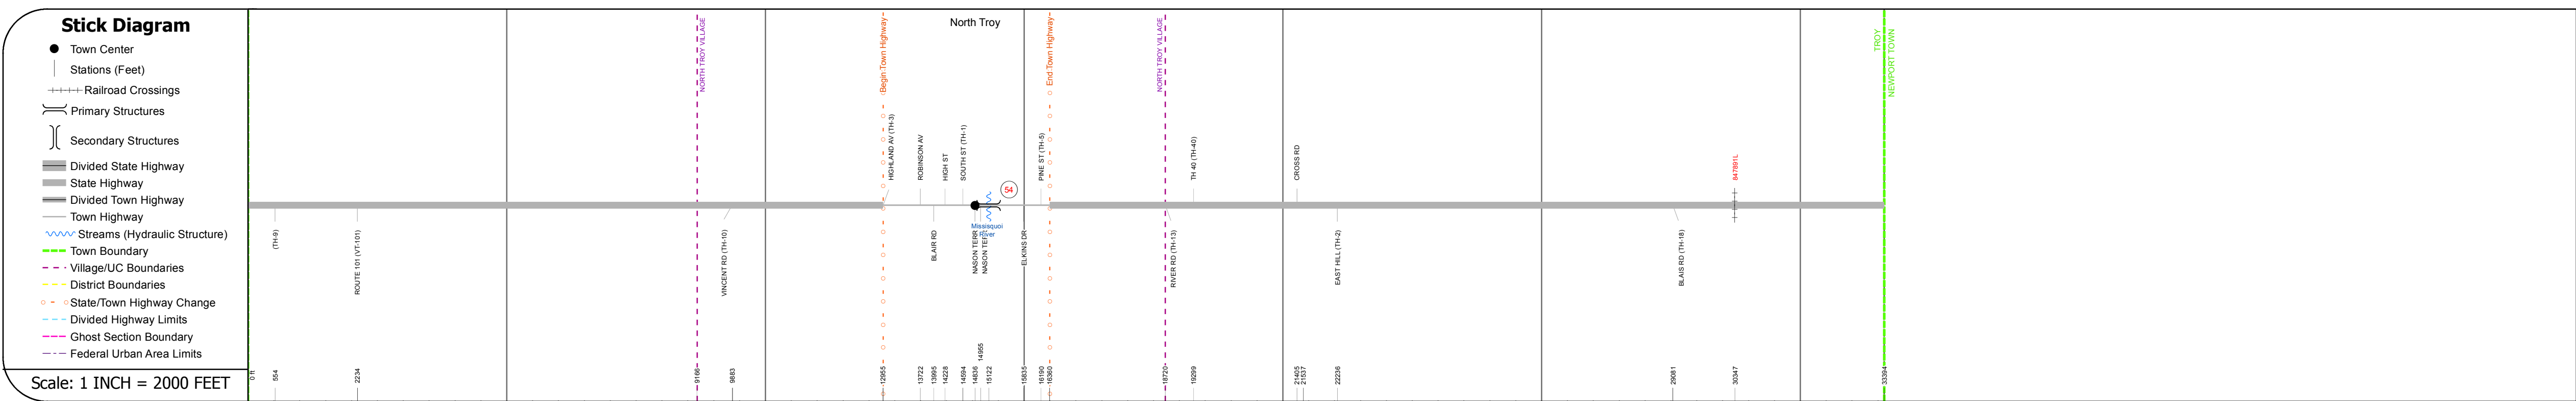 Stick Diagram
Town Center
Stations (Feet)
Railroad Crossings
Primary Structures
Secondary Structures
Divided State Highway
State Highway
Divided Town Highway
Town Highway
Streams (Hydraulic Structure)
Town Boundary
Village/UC Boundaries
District Boundaries
State/Town Highway Change
Divided Highway Limits
Ghost Section Boundary
Federal Urban Area Limits
Scale: 1 INCH = 2000 FEET
North Troy
NORTH TROY VILLAGE
Begin Town Highway
End Town Highway
NORTH TROY VILLAGE
TROY
NEWPORT TOWN
HIGHLAND AV (TH-3)
ROBINSON AV
HIGH ST
SOUTH ST (TH-1)
PINE ST (TH-5)
TH 40 (TH-40)
CROSS RD
847891L
54
Missisquoi
River
(TH-9)
ROUTE 101 (VT-101)
VINCENT RD (TH-10)
BLAIR RD
NASON TERR
NASON TERR
ELKINS DR
RIVER RD (TH-13)
EAST HILL (TH-2)
BLAIS RD (TH-18)
0 ft
554
2234
9166
9883
12955
13722
13995
14228
14594
14836
14955
15122
15835
16190
16360
18720
19299
21405
21537
22236
29081
30347
33394